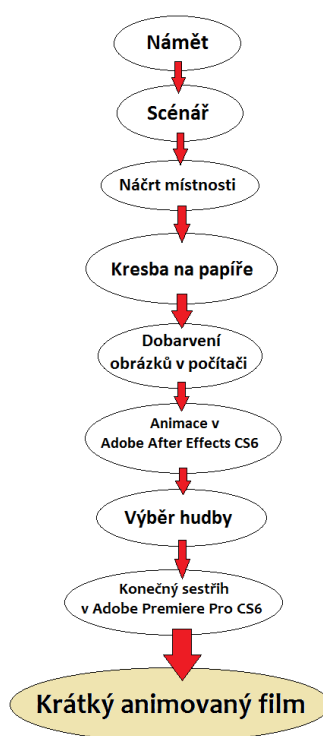 Námět
Scénář
Náčrt místnosti
Kresba na papíře
Dobarvení
obrázků v počítači
Animace v
Adobe After Effects CS6
Výběr hudby
Konečný sestřih
v Adobe Premiere Pro CS6
Krátký animovaný film